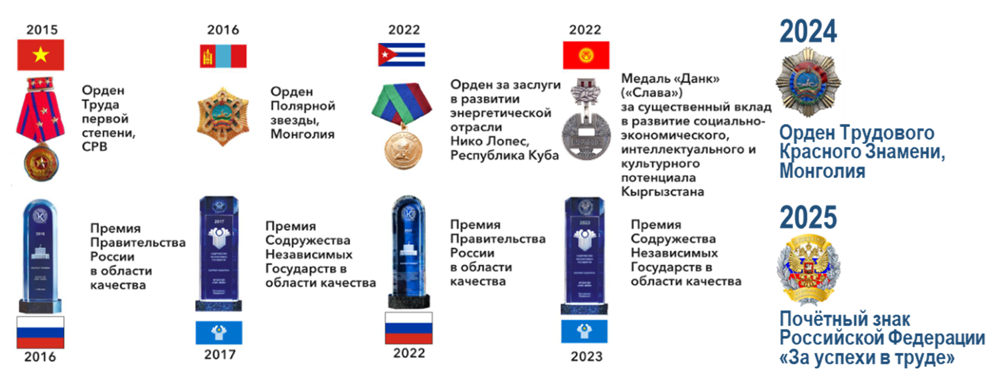 2015
Орден
Труда
первой
степени,
СРВ
2016
Орден
Полярной
звезды,
Монголия
2022
Орден за заслуги
в развитии
энергетической
отрасли
Нико Лопес,
Республика Куба
2022
Медаль «Данк»
(«Слава»)
за существенный вклад
в развитие социально-
экономического,
интеллектуального и
культурного
потенциала
Кыргызстана
2024
Орден Трудового
Красного Знамени,
Монголия
2016
Премия
Правительства
России
в области
качества
2016
2017
Премия
Содружества
Независимых
Государств в
области качества
2017
2022
Премия
Правительства
России
в области
качества
2022
2023
Премия
Содружества
Независимых
Государств в
области качества
2023
2025
Почётный знак
Российской Федерации
«За успехи в труде»